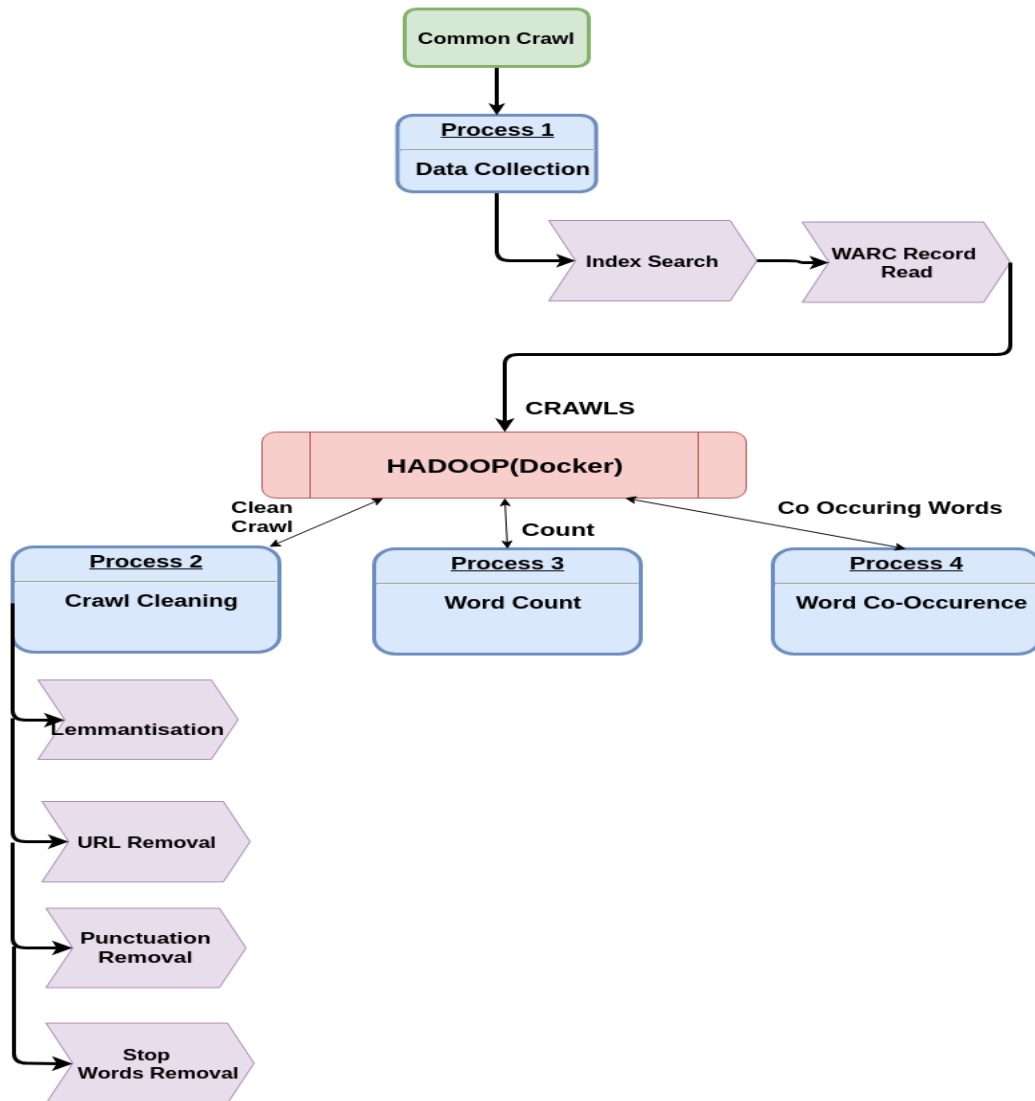 Common Crawl
Process 1
Data Collection
Index Search
WARC Record
Read
CRAWLS
HADOOP(Docker)
Clean
Crawl
Count
Co Occuring Words
Process 2
Crawl Cleaning
Process 3
Word Count
Process 4
Word Co-Occurence
Lemmantisation
URL Removal
Punctuation
Removal
Stop
Words Removal